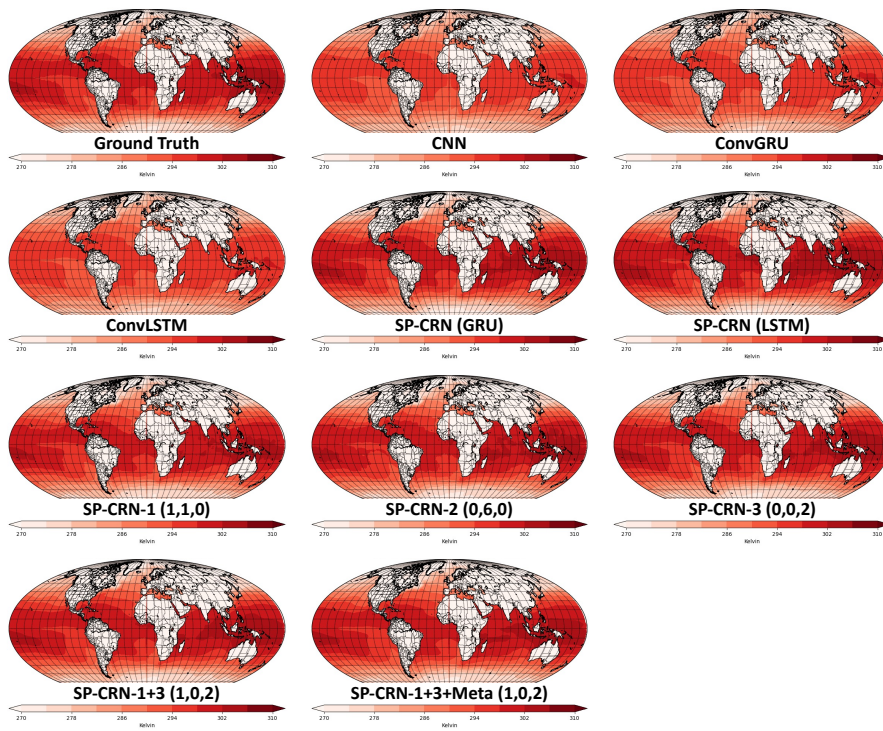 Ground Truth
CNN
ConvGRU
270 278 286 294 302 310
Kelvin
270 278 286 294 302 310
Kelvin
270 278 286 294 302 310
Kelvin
ConvLSTM
SP-CRN (GRU)
SP-CRN (LSTM)
270 278 286 294 302 310
Kelvin
270 278 286 294 302 310
Kelvin
270 278 286 294 302 310
Kelvin
SP-CRN-1 (1,1,0)
SP-CRN-2 (0,6,0)
SP-CRN-3 (0,0,2)
270 278 286 294 302 310
Kelvin
270 278 286 294 302 310
Kelvin
270 278 286 294 302 310
Kelvin
SP-CRN-1+3 (1,0,2)
SP-CRN-1+3+Meta (1,0,2)
270 278 286 294 302 310
Kelvin
270 278 286 294 302 310
Kelvin